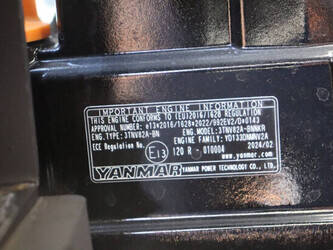 IMPORTANT ENGINE INFORMATION
THIS ENGINE CONFORMS TO (EU)2016/1628 REGULATION
APPROVAL NUMBER: e13*2016/1628*2022/992EV2/D*0143
ENG.TYPE: 3TNV82A-BN ENG.MODEL: 3TNV82A-BNNKR
ENGINE FAMILY: YDI33DNNNN2A
ECE Regulation No. E13 120 R - 010004 2024/02
www.yanmar.com
YANMAR YANMAR POWER TECHNOLOGY CO., LTD.